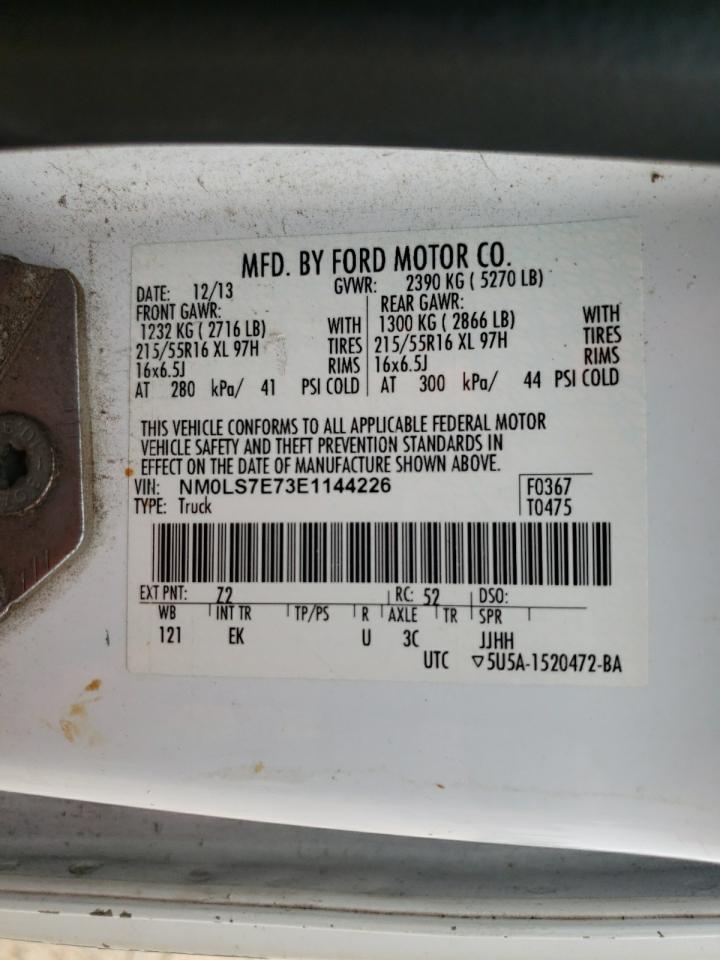 MFD. BY FORD MOTOR CO.
DATE: 12/13 GVWR: 2390 KG ( 5270 LB)
FRONT GAWR: REAR GAWR:
1232 KG ( 2716 LB) WITH 1300 KG ( 2866 LB) WITH
215/55R16 XL 97H TIRES 215/55R16 XL 97H TIRES
16x6.5J RIMS 16x6.5J RIMS
AT 280 kPa/ 41 PSI COLD AT 300 kPa/ 44 PSI COLD
THIS VEHICLE CONFORMS TO ALL APPLICABLE FEDERAL MOTOR
VEHICLE SAFETY AND THEFT PREVENTION STANDARDS IN
EFFECT ON THE DATE OF MANUFACTURE SHOWN ABOVE.
VIN: NM0LS7E73E1144226 F0367
TYPE: Truck T0475
EXT PNT: Z2 RC: 52 DSO:
WB INT TR TP/PS R AXLE TR SPR
121 EK U 3C JJHH
UTC ▽5U5A-1520472-BA